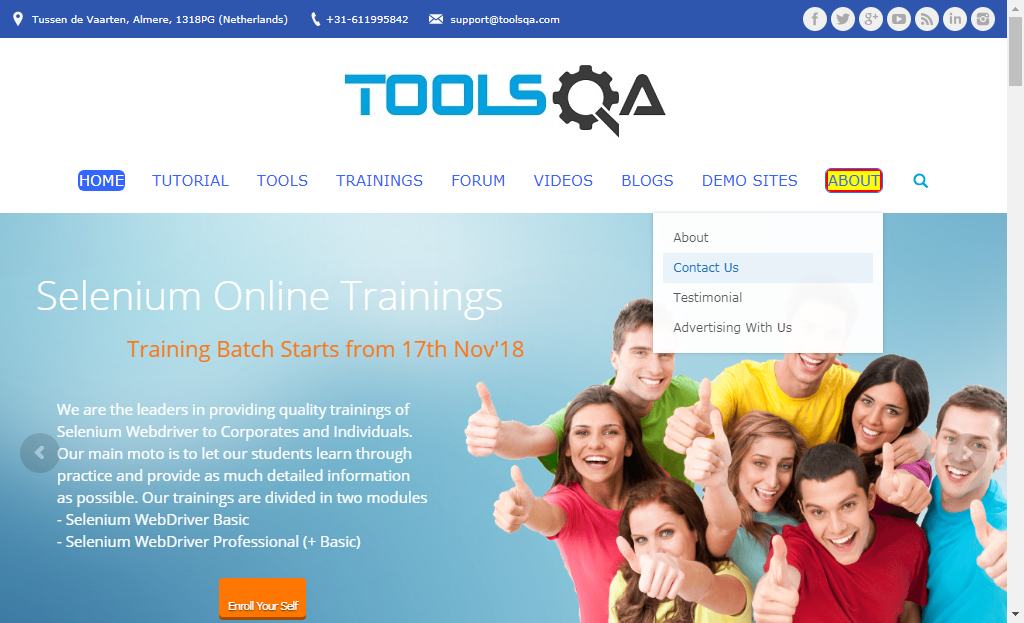 Tussen de Vaarten, Almere, 1318PG (Netherlands) +31-611995842 support@toolsqa.com
TOOLSQA
HOME TUTORIAL TOOLS TRAININGS FORUM VIDEOS BLOGS DEMO SITES ABOUT
About
Contact Us
Testimonial
Advertising With Us
Selenium Online Trainings
Training Batch Starts from 17th Nov'18
We are the leaders in providing quality trainings of
Selenium Webdriver to Corporates and Individuals.
Our main moto is to let our students learn through
practice and provide as much detailed information
as possible. Our trainings are divided in two modules
- Selenium WebDriver Basic
- Selenium WebDriver Professional (+ Basic)
Enroll Your Self